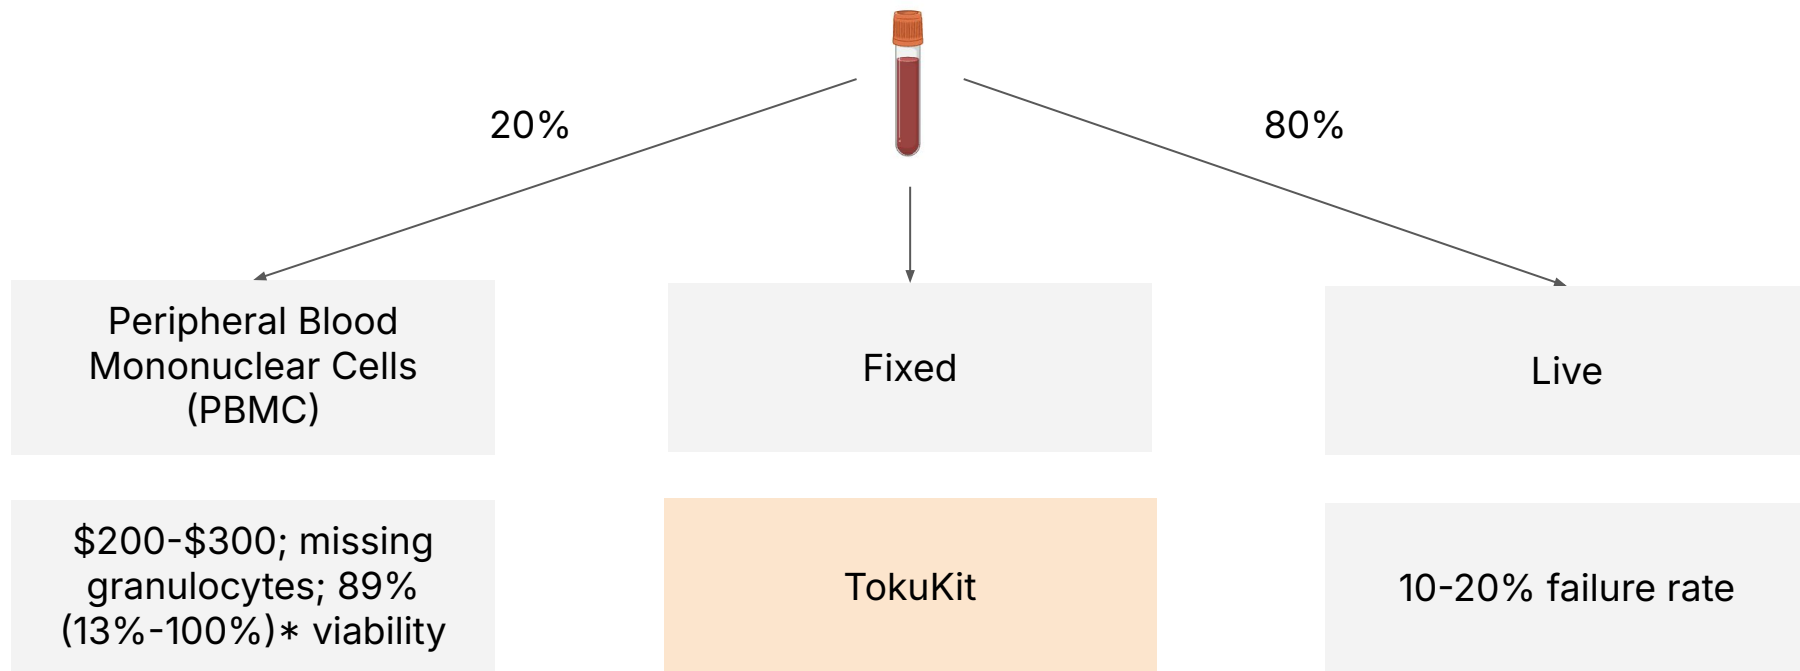 20%
80%
Peripheral Blood
Mononuclear Cells
(PBMC)
Fixed
Live
$200-$300; missing
granulocytes; 89%
(13%-100%)* viability
TokuKit
10-20% failure rate